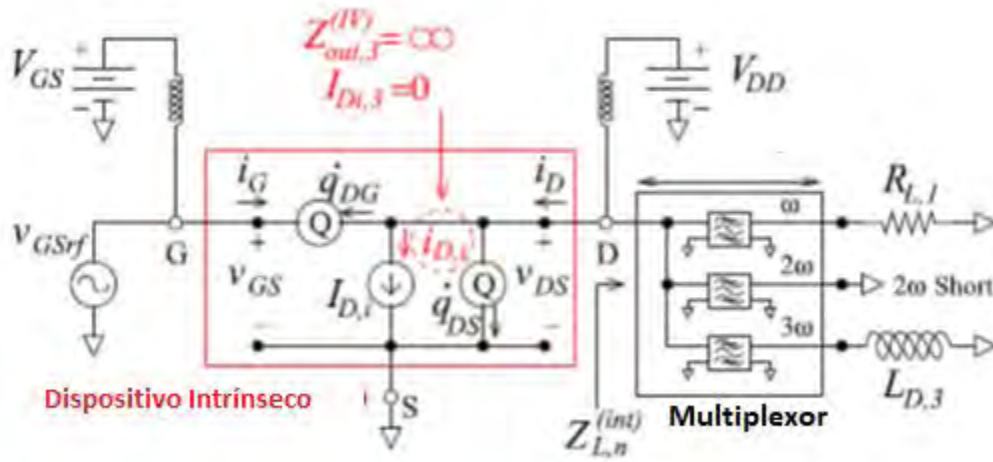 Z_{out,3}^{(IV)}=∞
I_{Di,3}=0
V_{GS}
+
−
V_{DD}
+
−
i_G
q̇_{DG}
i_D
v_{GSrf}
G
Q
i_{D,i}
D
+
v_{GS}
−
I_{D,i}
Q
q̇_{DS}
+
v_{DS}
−
ω
R_{L,1}
2ω
2ω Short
3ω
L_{D,3}
Dispositivo Intrínseco
S
Z_{L,n}^{(int)}
Multiplexor